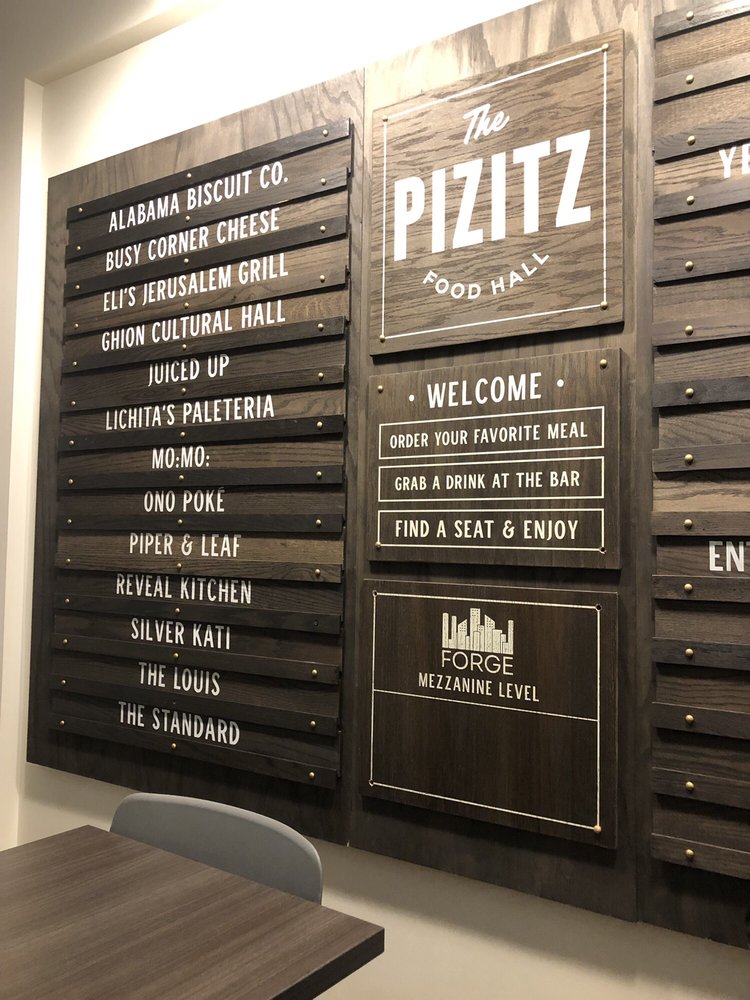 ALABAMA BISCUIT CO.
BUSY CORNER CHEESE
ELI'S JERUSALEM GRILL
GHION CULTURAL HALL
JUICED UP
LICHITA'S PALETERIA
MO:MO:
ONO POKÉ
PIPER & LEAF
REVEAL KITCHEN
SILVER KATI
THE LOUIS
THE STANDARD
The
PIZITZ
FOOD HALL
• WELCOME •
ORDER YOUR FAVORITE MEAL
GRAB A DRINK AT THE BAR
FIND A SEAT & ENJOY
FORGE
MEZZANINE LEVEL